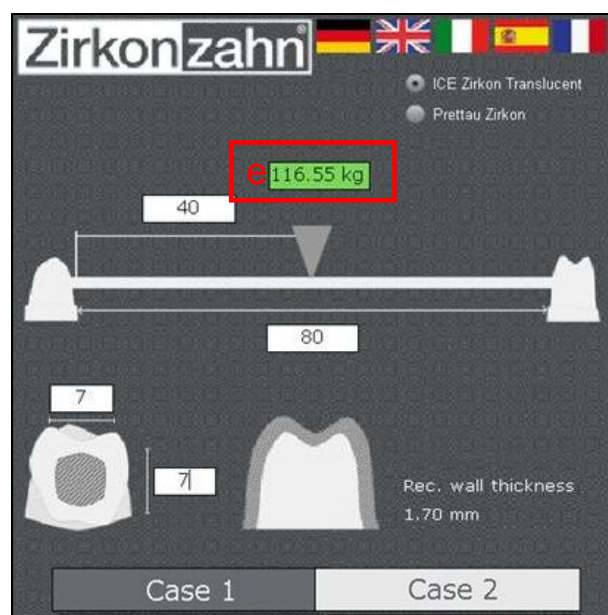 Zirkonzahn®
ICE Zirkon Translucent
Prettau Zirkon
e 116.55 kg
40
80
7
7
Rec. wall thickness
1.70 mm
Case 1 Case 2